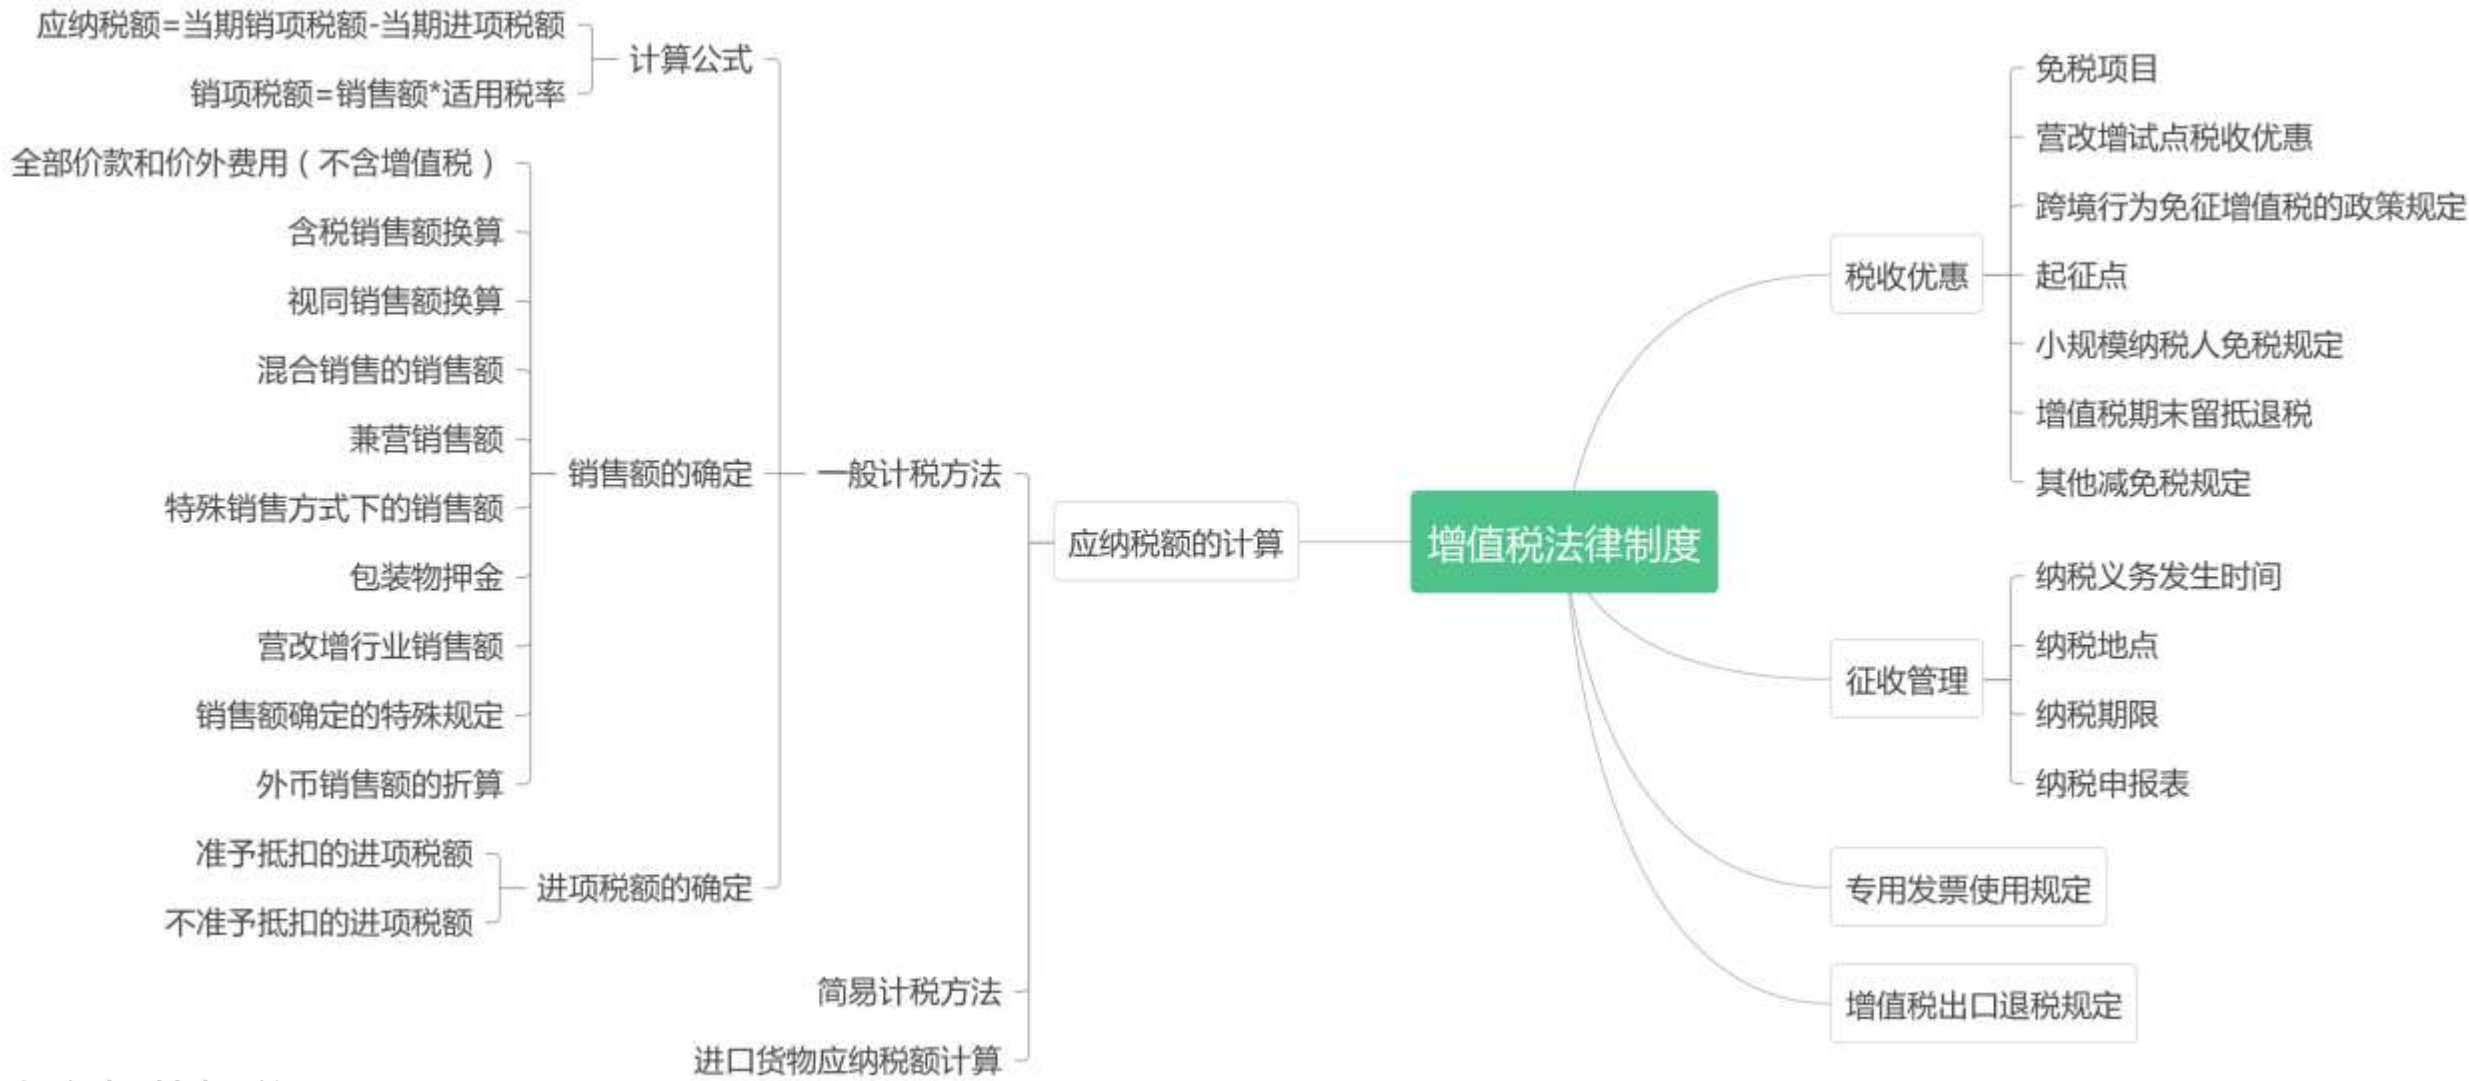 应纳税额=当期销项税额-当期进项税额
销项税额=销售额*适用税率
计算公式
全部价款和价外费用（不含增值税）
含税销售额换算
视同销售额换算
混合销售的销售额
兼营销售额
特殊销售方式下的销售额
包装物押金
营改增行业销售额
销售额确定的特殊规定
外币销售额的折算
销售额的确定
准予抵扣的进项税额
不准予抵扣的进项税额
进项税额的确定
一般计税方法
简易计税方法
进口货物应纳税额计算
应纳税额的计算
增值税法律制度
税收优惠
免税项目
营改增试点税收优惠
跨境行为免征增值税的政策规定
起征点
小规模纳税人免税规定
增值税期末留抵退税
其他减免税规定
征收管理
纳税义务发生时间
纳税地点
纳税期限
纳税申报表
专用发票使用规定
增值税出口退税规定